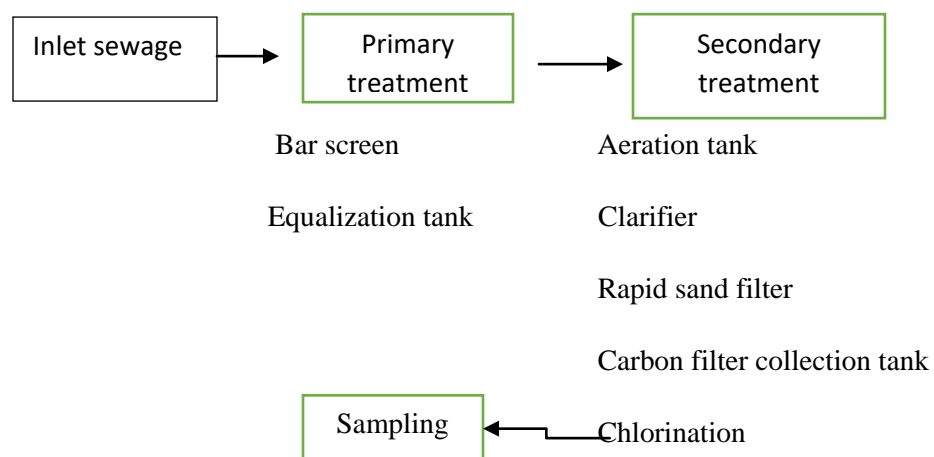 Inlet sewage
Primary
treatment
Secondary
treatment
Bar screen
Equalization tank
Aeration tank
Clarifier
Rapid sand filter
Carbon filter collection tank
Chlorination
Sampling